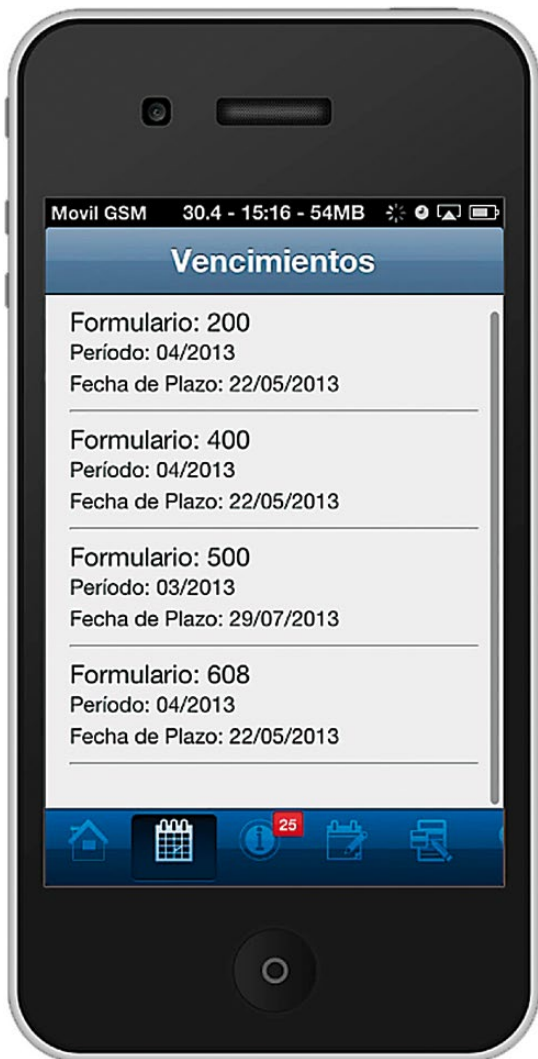 Movil GSM 30.4 - 15:16 - 54MB
Vencimientos
Formulario: 200
Período: 04/2013
Fecha de Plazo: 22/05/2013
Formulario: 400
Período: 04/2013
Fecha de Plazo: 22/05/2013
Formulario: 500
Período: 03/2013
Fecha de Plazo: 29/07/2013
Formulario: 608
Período: 04/2013
Fecha de Plazo: 22/05/2013
25